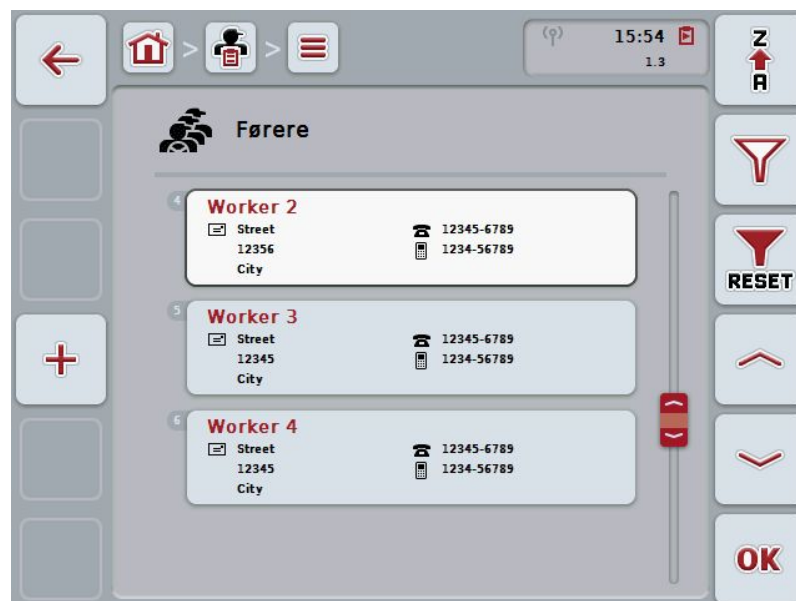 15:54
1.3
Z
A
Førere
4
Worker 2
Street 12345-6789
12356 1234-56789
City
RESET
5
Worker 3
Street 12345-6789
12345 1234-56789
City
6
Worker 4
Street 12345-6789
12345 1234-56789
City
OK